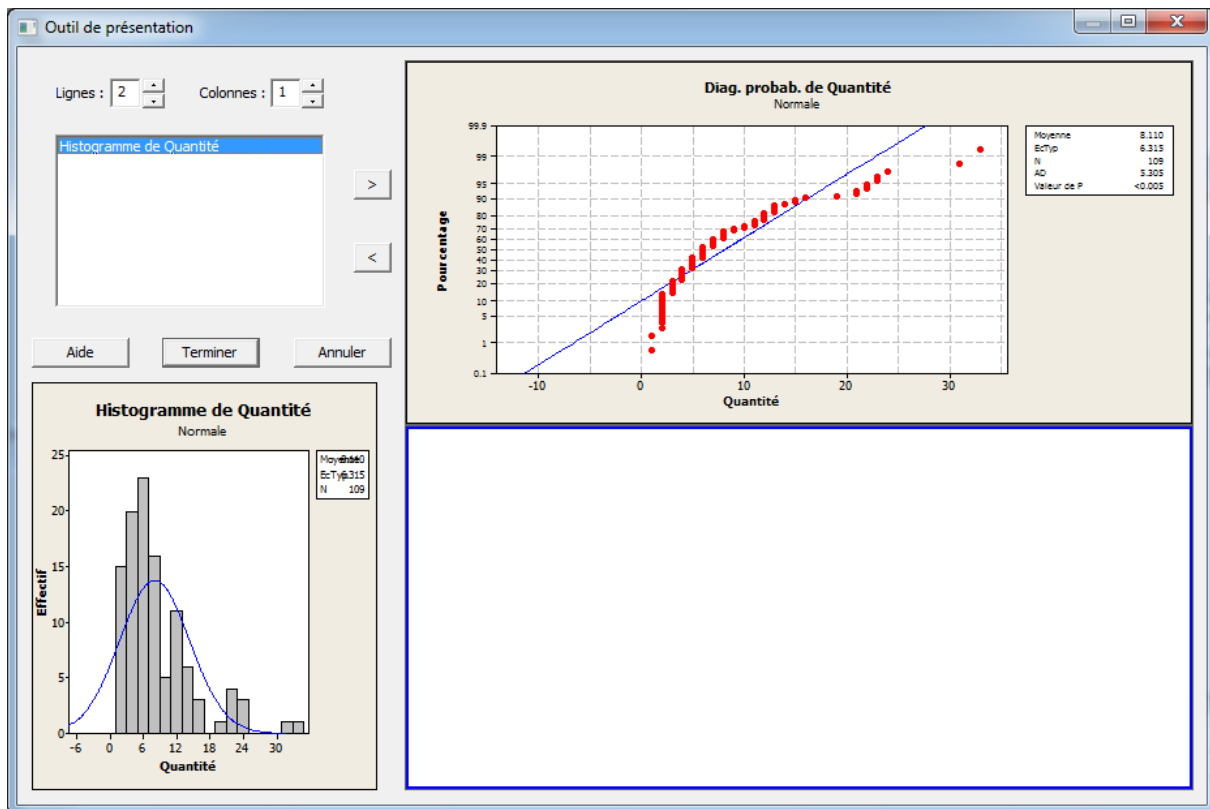 Outil de présentation
Lignes : 2 Colonnes : 1
Histogramme de Quantité
>
<
Aide Terminer Annuler
Diag. probab. de Quantité
Normale
Moyenne 8.110
EcTyp 6.315
N 109
AD 5.305
Valeur de P <0.005
Pourcentage
99.9
99
95
90
80
70
60
50
40
30
20
10
5
1
0.1
-10 0 10 20 30
Quantité
Histogramme de Quantité
Normale
EcTyp 6.315
N 109
Effectif
25
20
15
10
5
0
-6 0 6 12 18 24 30
Quantité